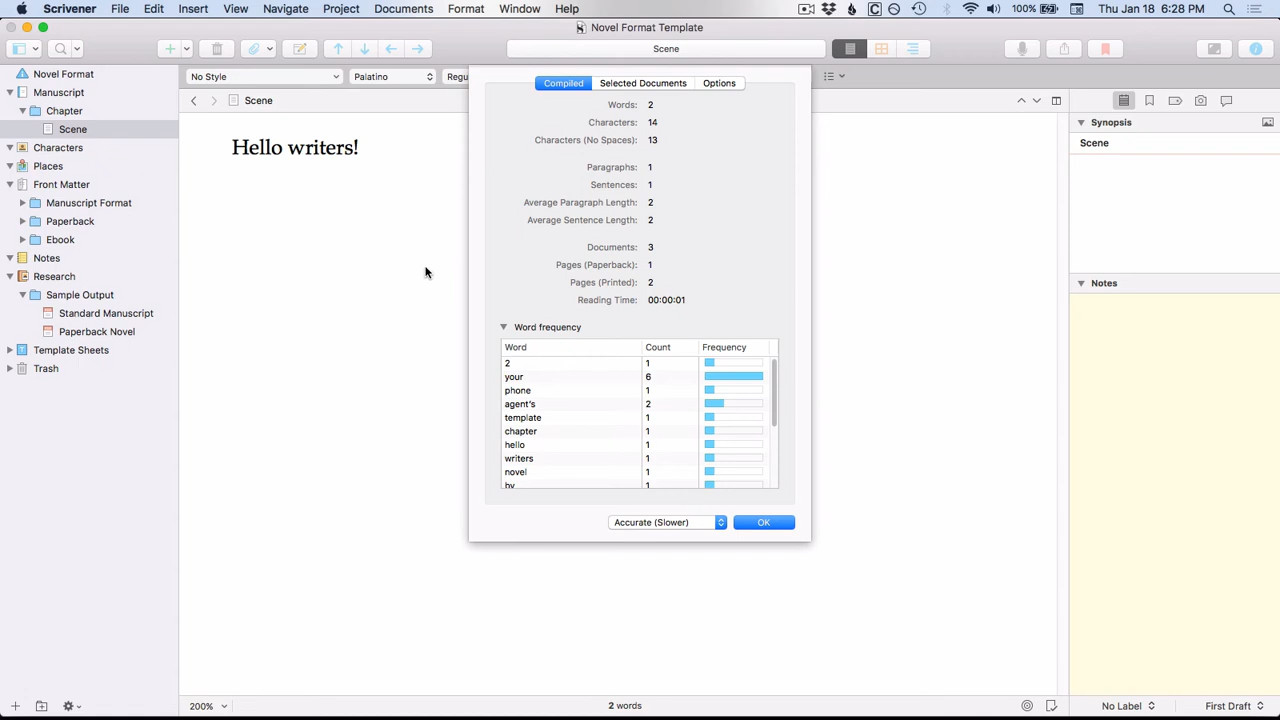 Scrivener File Edit Insert View Navigate Project Documents Format Window Help 100% Thu Jan 18 6:28 PM
Novel Format Template
Scene
No Style Palatino Regu
Scene
Novel Format
Manuscript
Chapter
Scene
Characters
Places
Front Matter
Manuscript Format
Paperback
Ebook
Notes
Research
Sample Output
Standard Manuscript
Paperback Novel
Template Sheets
Trash
Hello writers!
Compiled Selected Documents Options
Words: 2
Characters: 14
Characters (No Spaces): 13
Paragraphs: 1
Sentences: 1
Average Paragraph Length: 2
Average Sentence Length: 2
Documents: 3
Pages (Paperback): 1
Pages (Printed): 2
Reading Time: 00:00:01
Word frequency
Word Count Frequency
2 1
your 6
phone 1
agent's 2
template 1
chapter 1
hello 1
writers 1
novel 1
by 1
Accurate (Slower) OK
Synopsis
Scene
Notes
200% 2 words No Label First Draft